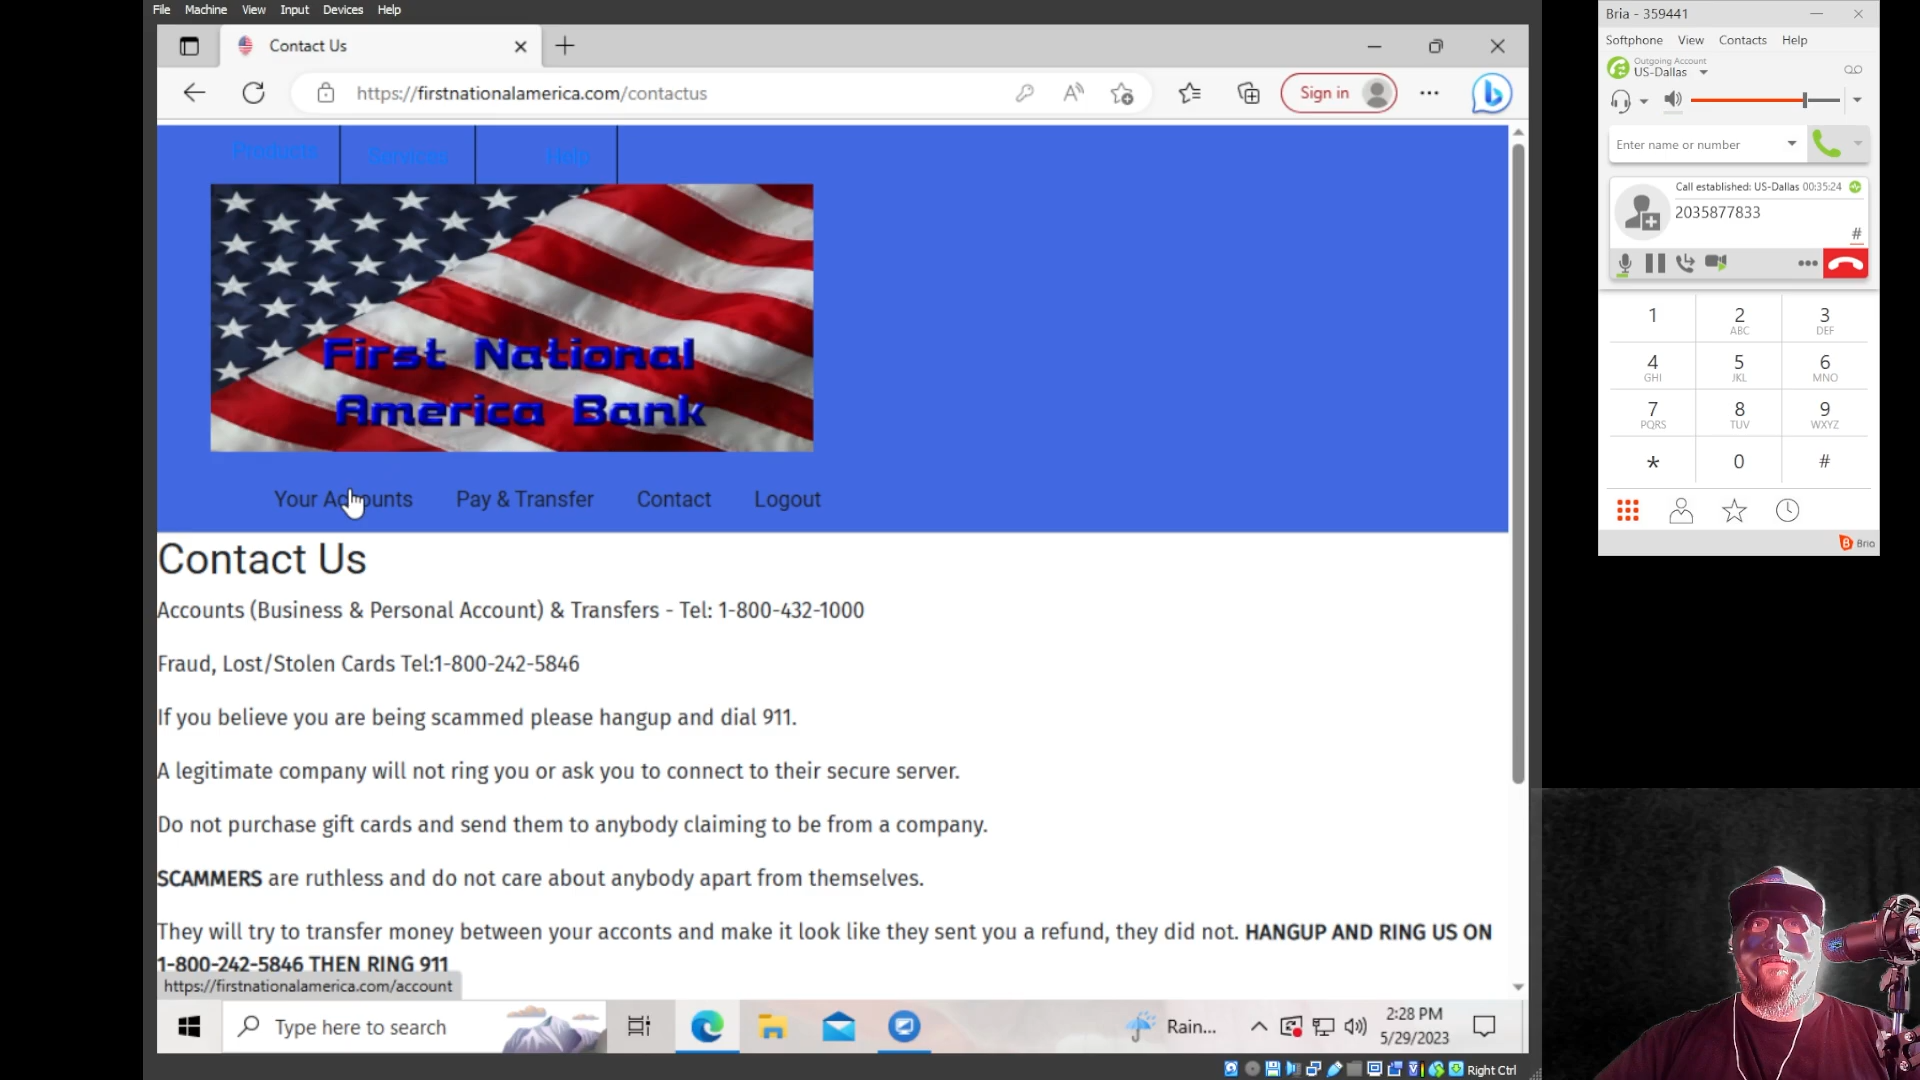 File Machine View Input Devices Help
Contact Us
https://firstnationalamerica.com/contactus
Sign in
Products Services Help
First National
America Bank
Your Accounts Pay & Transfer Contact Logout
Contact Us
Accounts (Business & Personal Account) & Transfers - Tel: 1-800-432-1000
Fraud, Lost/Stolen Cards Tel:1-800-242-5846
If you believe you are being scammed please hangup and dial 911.
A legitimate company will not ring you or ask you to connect to their secure server.
Do not purchase gift cards and send them to anybody claiming to be from a company.
SCAMMERS are ruthless and do not care about anybody apart from themselves.
They will try to transfer money between your acconts and make it look like they sent you a refund, they did not. HANGUP AND RING US ON
1-800-242-5846 THEN RING 911
https://firstnationalamerica.com/account
Type here to search
Rain...
2:28 PM
5/29/2023
Right Ctrl
Bria - 359441
Softphone View Contacts Help
Outgoing Account
US-Dallas
Enter name or number
Call established: US-Dallas 00:35:24
2035877833
#
1 2 3
ABC DEF
4 5 6
GHI JKL MNO
7 8 9
PQRS TUV WXYZ
* 0 #
Bria